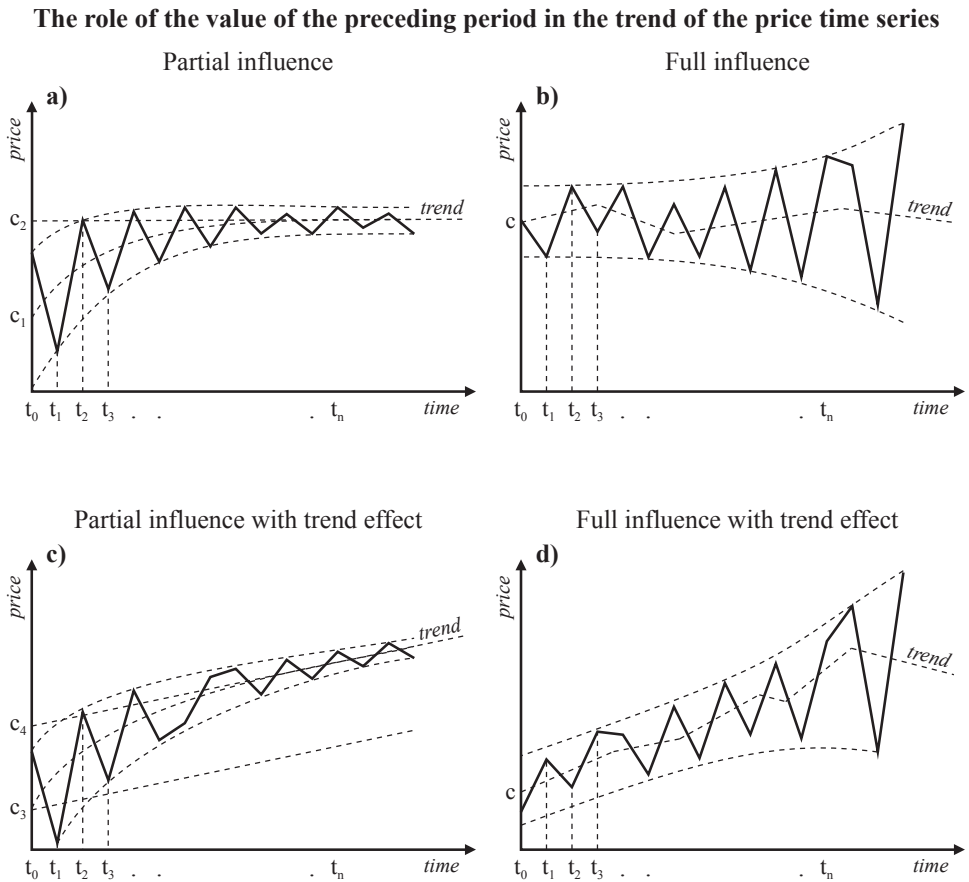 The role of the value of the preceding period in the trend of the price time series
Partial influence
a)
price
c₂
trend
c₁
t₀ t₁ t₂ t₃ . . . tₙ time
Full influence
b)
price
c
trend
t₀ t₁ t₂ t₃ . . . tₙ time
Partial influence with trend effect
c)
price
trend
c₄
c₃
t₀ t₁ t₂ t₃ . tₙ time
Full influence with trend effect
d)
price
trend
c
t₀ t₁ t₂ t₃ . . . tₙ time